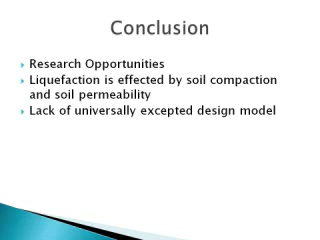 Conclusion
Research Opportunities
Liquefaction is effected by soil compaction
and soil permeability
Lack of universally excepted design model